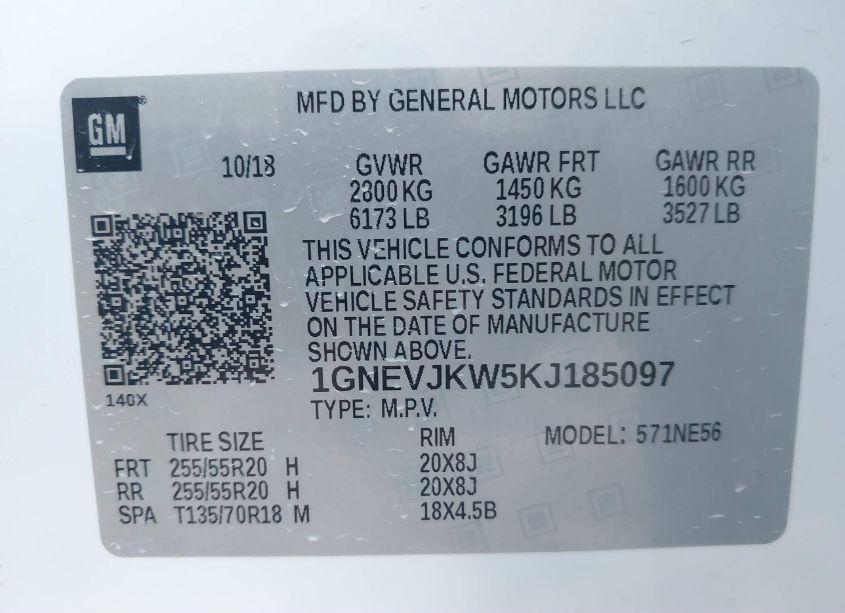 GM
MFD BY GENERAL MOTORS LLC
10/18 GVWR GAWR FRT GAWR RR
2800 KG 1450 KG 1600 KG
6173 LB 3196 LB 3527 LB
THIS VEHICLE CONFORMS TO ALL
APPLICABLE U.S. FEDERAL MOTOR
VEHICLE SAFETY STANDARDS IN EFFECT
ON THE DATE OF MANUFACTURE
SHOWN ABOVE.
1GNEVJKW5KJ185097
140X
TYPE: M.P.V.
TIRE SIZE RIM MODEL: 571NE56
FRT 255/55R20 H 20X8J
RR 255/55R20 H 20X8J
SPA T135/70R18 M 18X4.5B